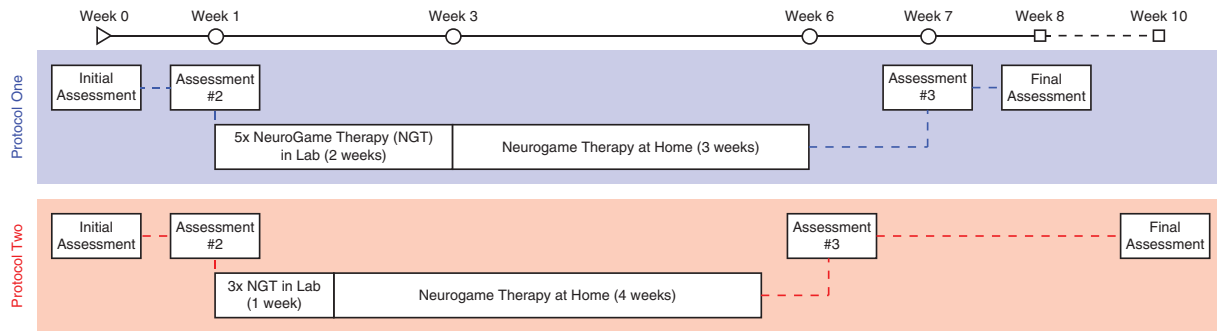 Week 0
Week 1
Week 3
Week 6
Week 7
Week 8
Week 10
Protocol One
Initial
Assessment
Assessment
#2
Assessment
#3
Final
Assessment
5x NeuroGame Therapy (NGT)
in Lab (2 weeks)
Neurogame Therapy at Home (3 weeks)
Protocol Two
Initial
Assessment
Assessment
#2
Assessment
#3
Final
Assessment
3x NGT in Lab
(1 week)
Neurogame Therapy at Home (4 weeks)